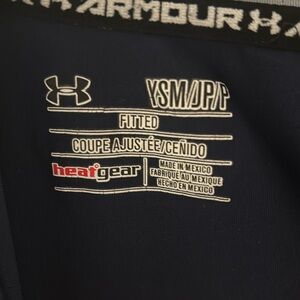 ARMOUR
YSM/JP/P
FITTED
COUPE AJUSTÉE/CEÑIDO
heatgear
MADE IN MEXICO
FABRIQUÉ AU MEXIQUE
HECHO EN MEXICO